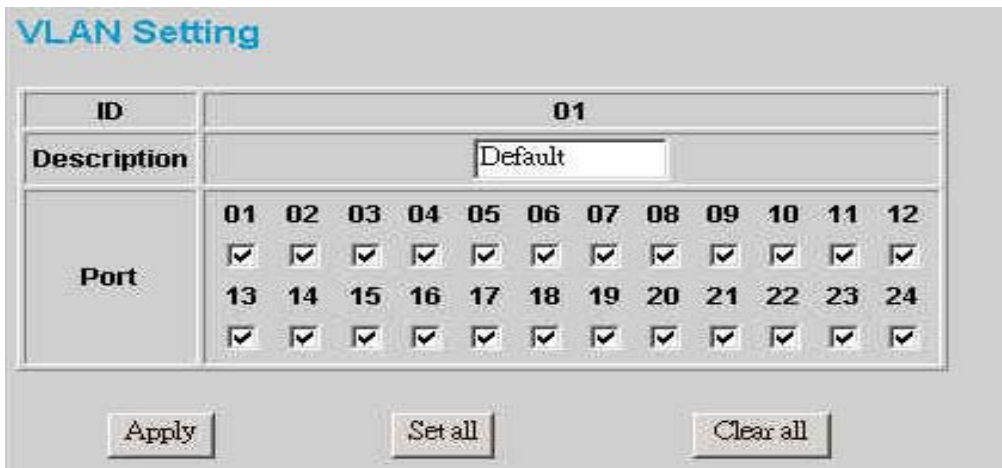 VLAN Setting
ID 01
Description Default
01 02 03 04 05 06 07 08 09 10 11 12
Port
13 14 15 16 17 18 19 20 21 22 23 24
Apply Set all Clear all